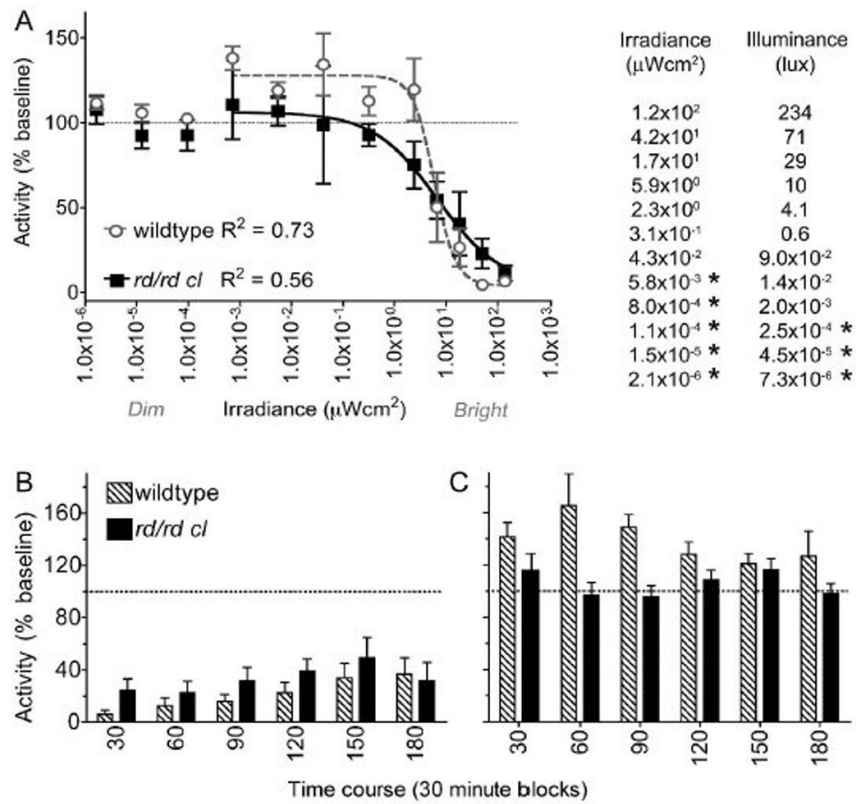 A
Activity (% baseline)
150
100
50
0
wildtype R² = 0.73
rd/rd cl R² = 0.56
1.0x10⁻⁶
1.0x10⁻⁵
1.0x10⁻⁴
1.0x10⁻³
1.0x10⁻²
1.0x10⁻¹
1.0x10⁰
1.0x10¹
1.0x10²
1.0x10³
Dim Irradiance (µWcm²) Bright
Irradiance Illuminance
(µWcm²) (lux)
1.2x10² 234
4.2x10¹ 71
1.7x10¹ 29
5.9x10⁰ 10
2.3x10⁰ 4.1
3.1x10⁻¹ 0.6
4.3x10⁻² 9.0x10⁻²
5.8x10⁻³ * 1.4x10⁻²
8.0x10⁻⁴ * 2.0x10⁻³
1.1x10⁻⁴ * 2.5x10⁻⁴ *
1.5x10⁻⁵ * 4.5x10⁻⁵ *
2.1x10⁻⁶ * 7.3x10⁻⁶ *
B
wildtype
rd/rd cl
Activity (% baseline)
160
120
80
40
0
30 60 90 120 150 180
C
30 60 90 120 150 180
Time course (30 minute blocks)